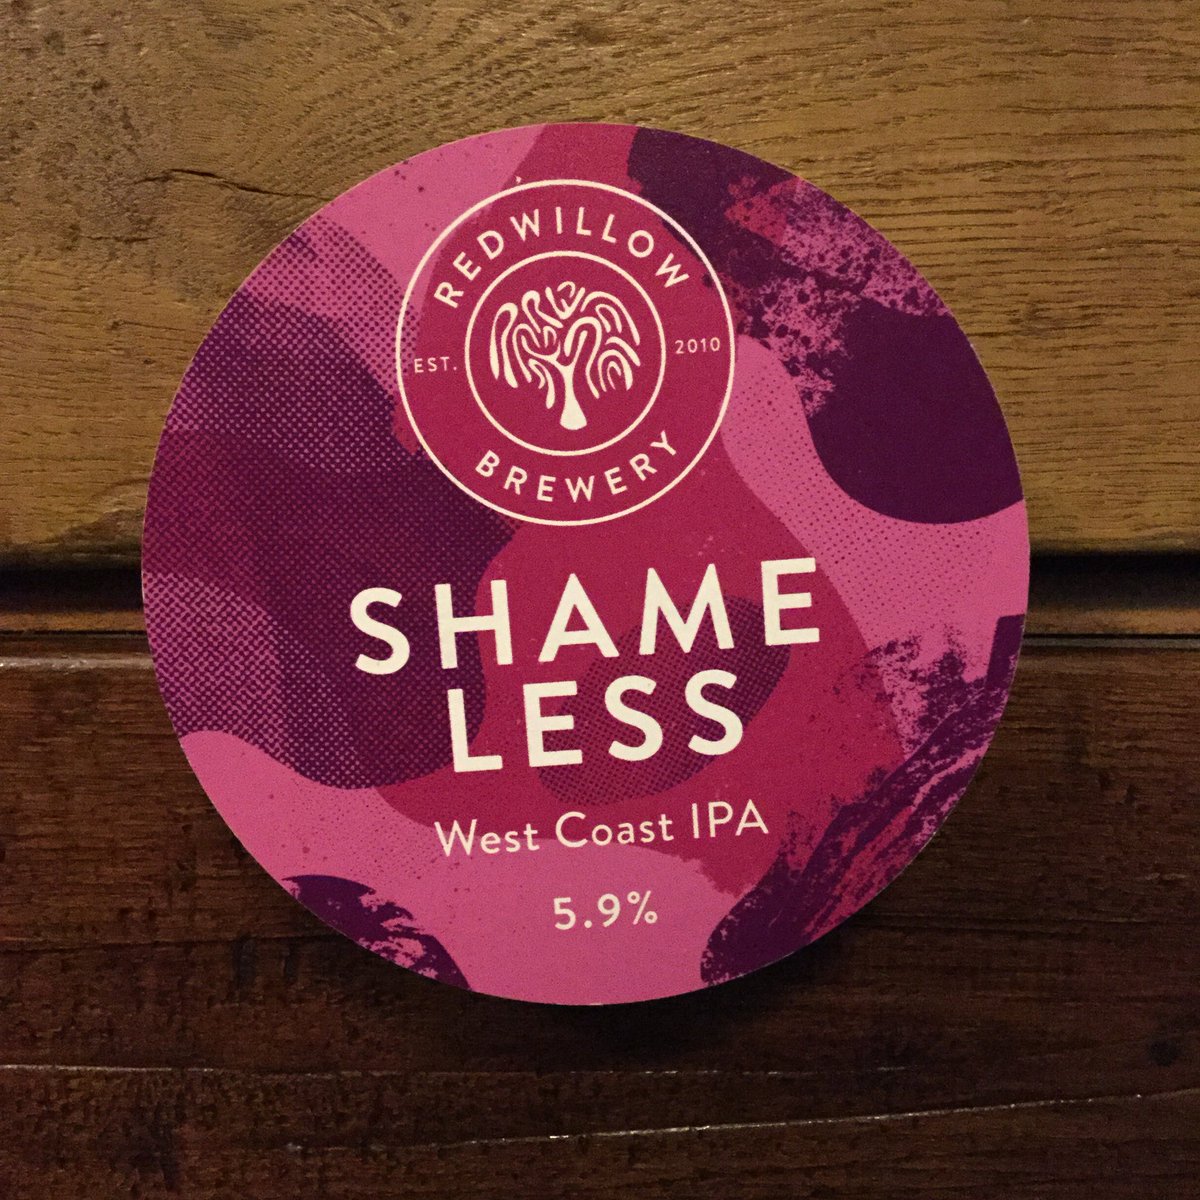 REDWILLOW
EST. 2010
BREWERY
SHAME
LESS
West Coast IPA
5.9%